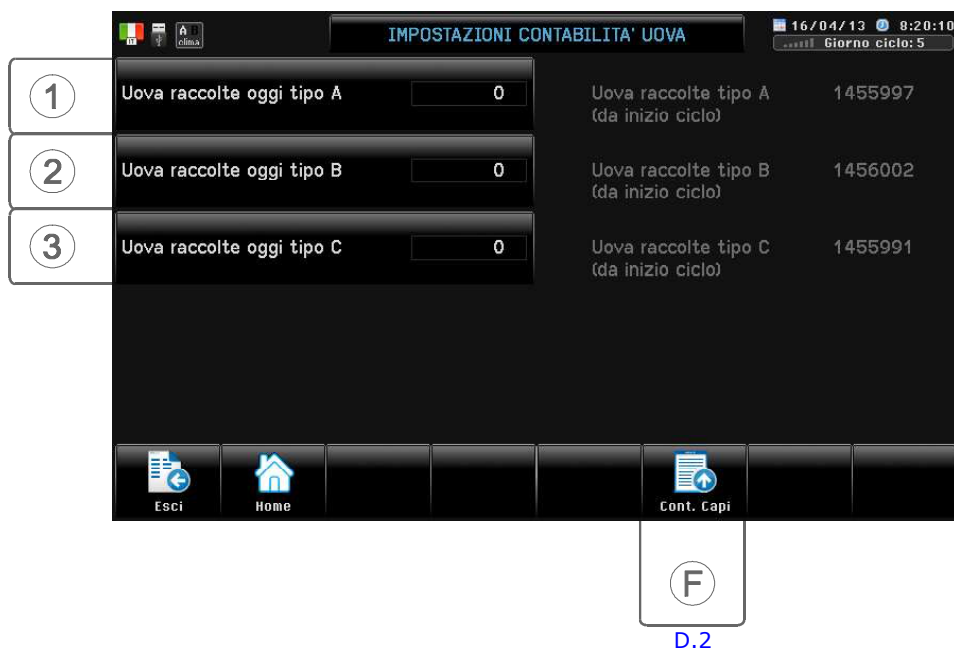 IT A clima IMPOSTAZIONI CONTABILITA' UOVA 16/04/13 8:20:10
Giorno ciclo: 5
1 Uova raccolte oggi tipo A 0 Uova raccolte tipo A 1455997
(da inizio ciclo)
2 Uova raccolte oggi tipo B 0 Uova raccolte tipo B 1456002
(da inizio ciclo)
3 Uova raccolte oggi tipo C 0 Uova raccolte tipo C 1455991
(da inizio ciclo)
Esci Home Cont. Capi
F
D.2